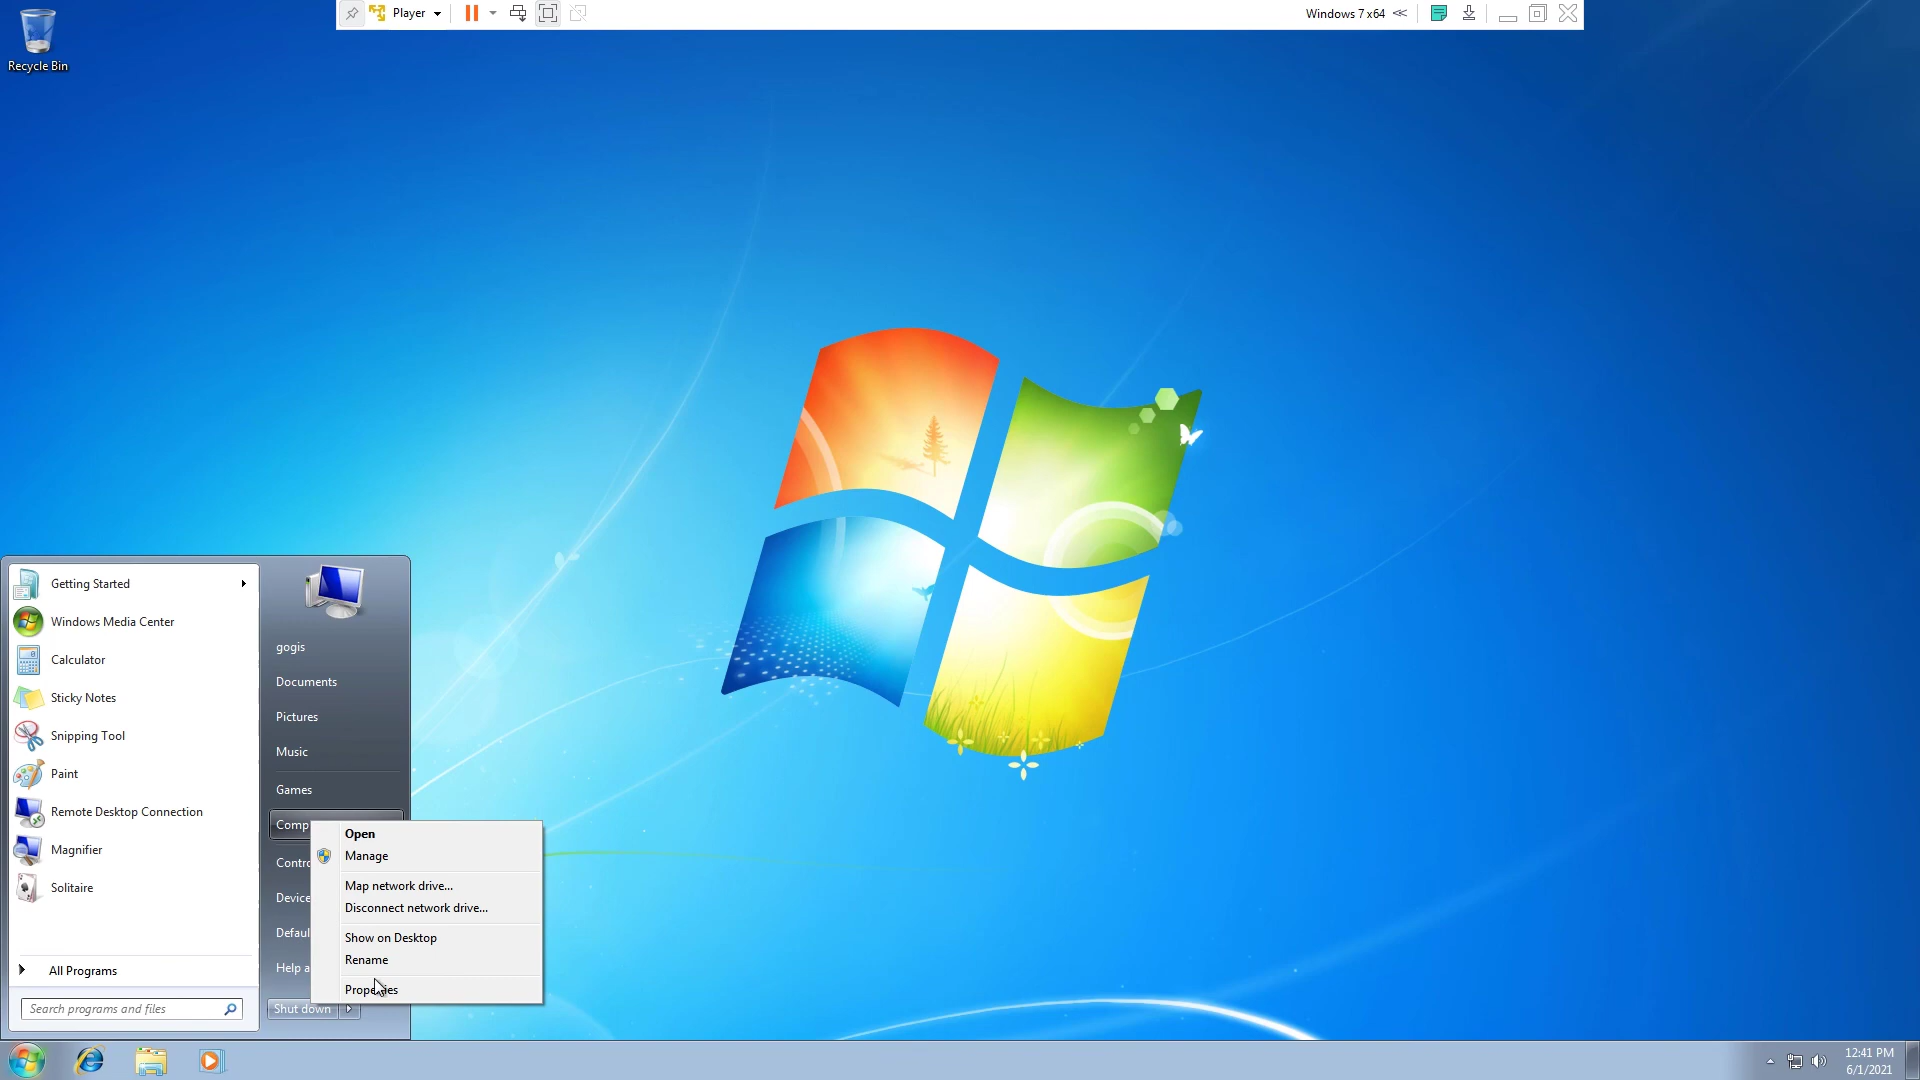 Player
Windows 7 x64
Recycle Bin
Getting Started
Windows Media Center
Calculator
Sticky Notes
Snipping Tool
Paint
Remote Desktop Connection
Magnifier
Solitaire
All Programs
Search programs and files
gogis
Documents
Pictures
Music
Games
Comp
Contr
Device
Defaul
Help a
Shut down
Open
Manage
Map network drive...
Disconnect network drive...
Show on Desktop
Rename
Properties
12:41 PM
6/1/2021